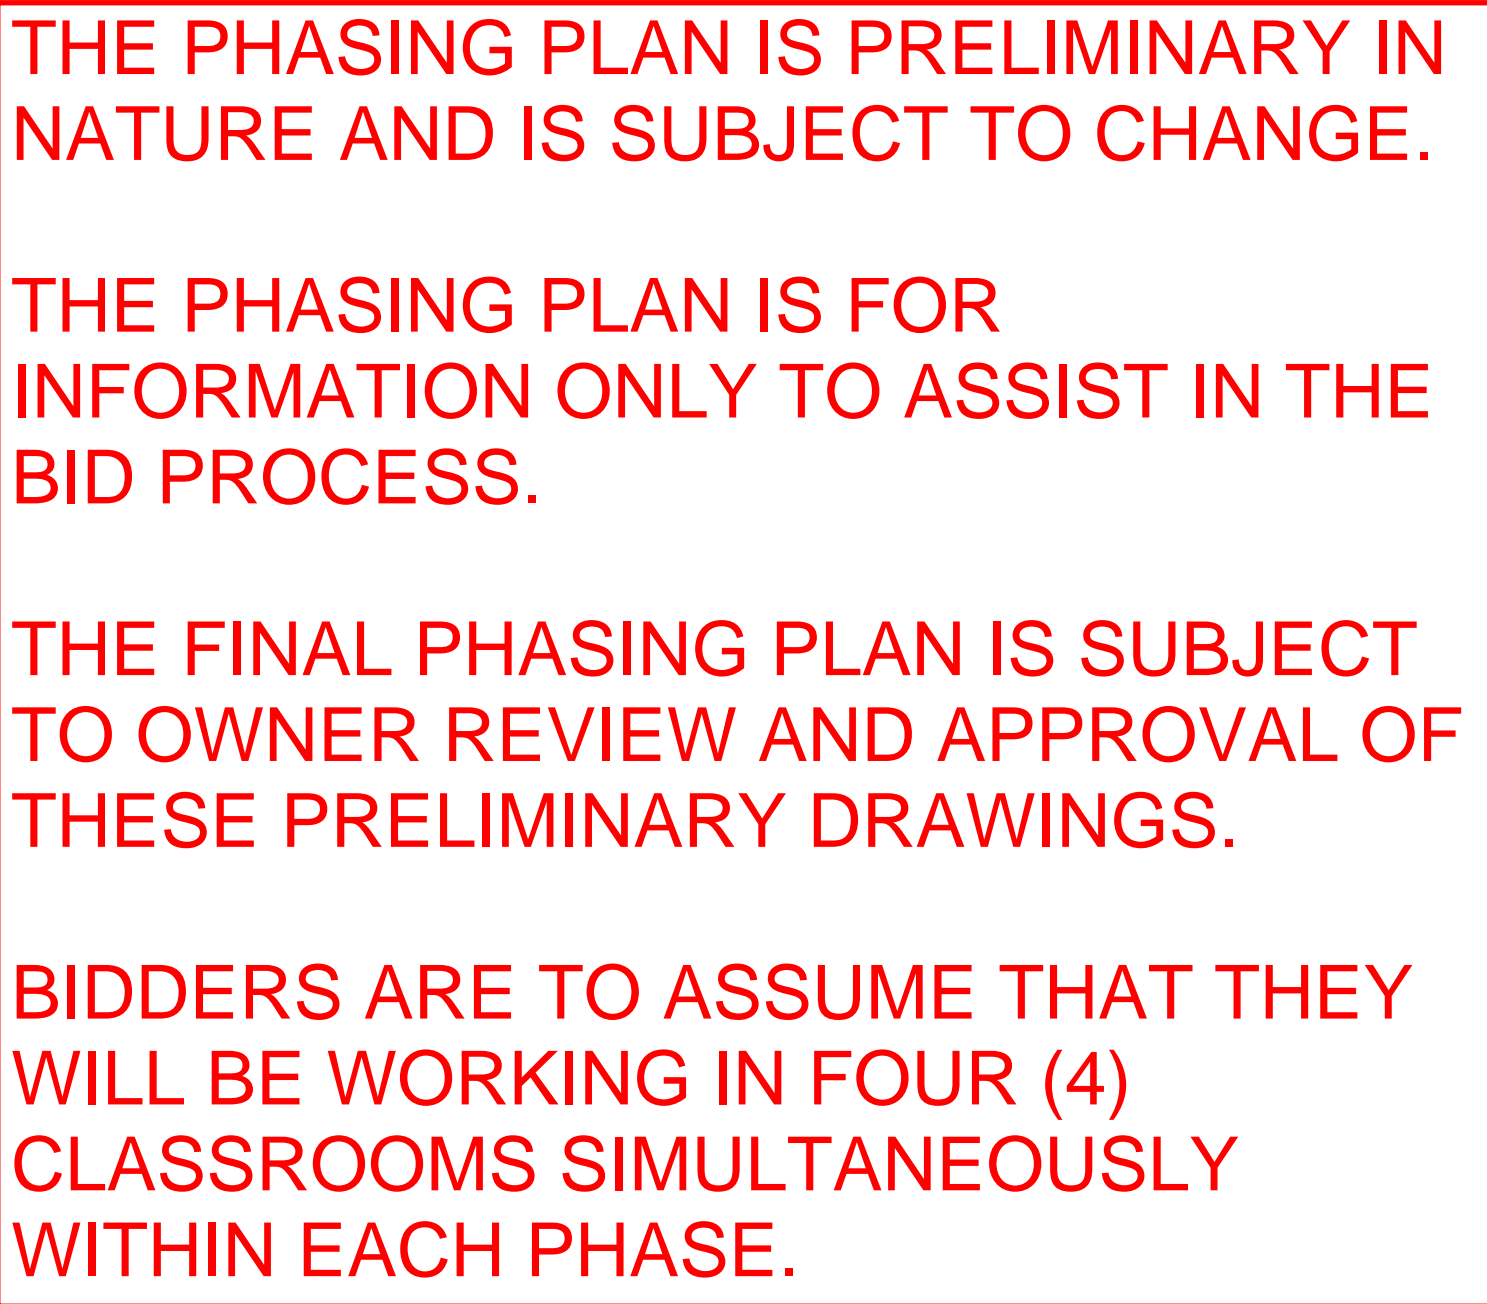 THE PHASING PLAN IS PRELIMINARY IN
NATURE AND IS SUBJECT TO CHANGE.
THE PHASING PLAN IS FOR
INFORMATION ONLY TO ASSIST IN THE
BID PROCESS.
THE FINAL PHASING PLAN IS SUBJECT
TO OWNER REVIEW AND APPROVAL OF
THESE PRELIMINARY DRAWINGS.
BIDDERS ARE TO ASSUME THAT THEY
WILL BE WORKING IN FOUR (4)
CLASSROOMS SIMULTANEOUSLY
WITHIN EACH PHASE.